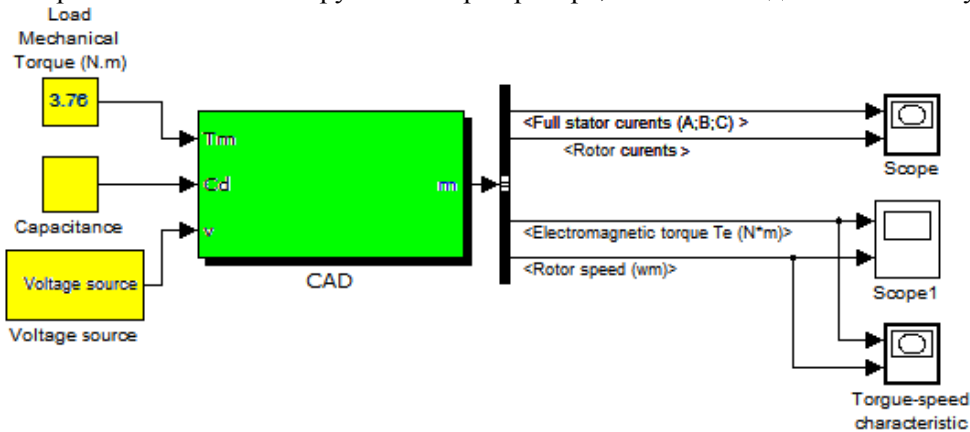 Load
Mechanical
Torque (N.m)
3.76
Tm
Cd
v
m
CAD
Capacitance
Voltage source
Voltage source
<Full stator curents (A;B;C) >
<Rotor curents >
<Electromagnetic torque Te (N*m)>
<Rotor speed (wm)>
Scope
Scope1
Torgue-speed
characteristic